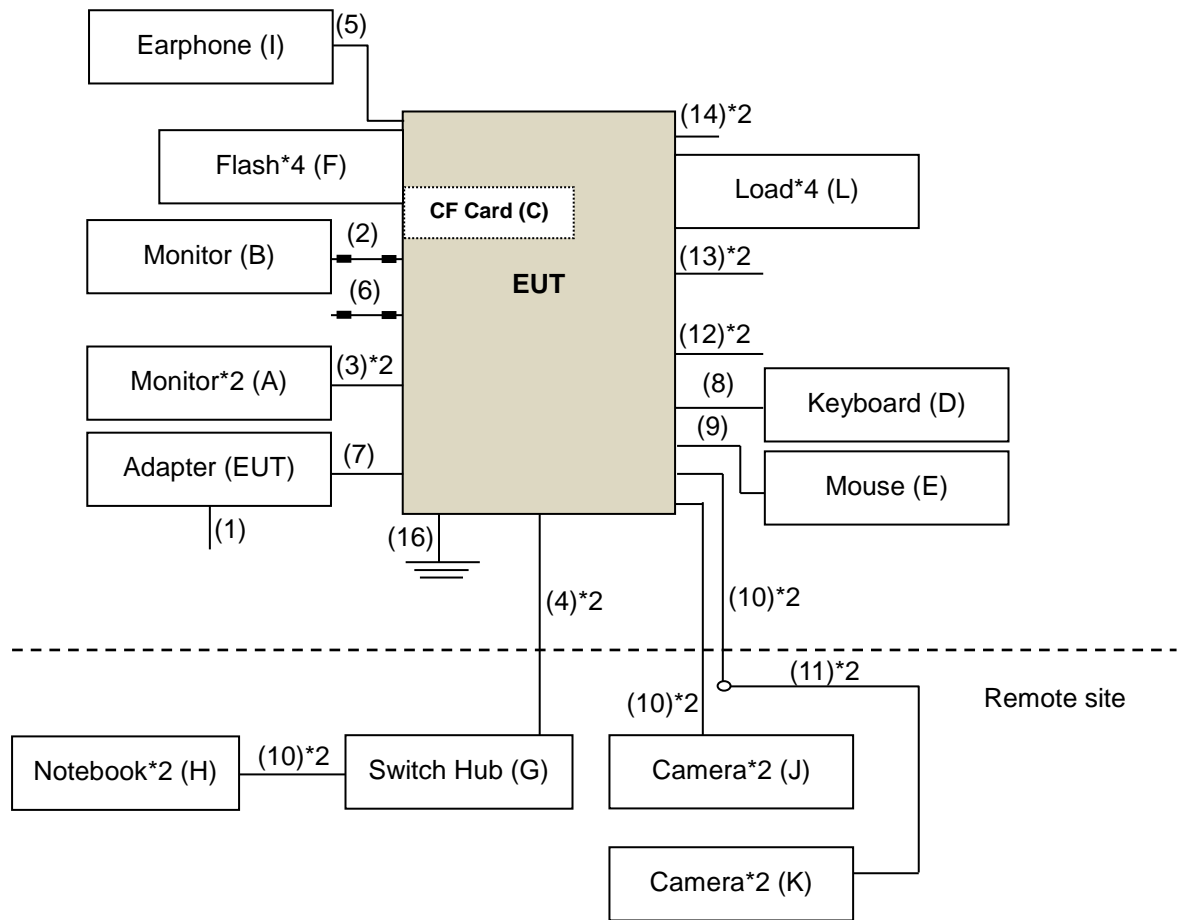 (5)
Earphone (I)
(14)*2
Flash*4 (F)
Load*4 (L)
CF Card (C)
(2)
Monitor (B)
(13)*2
EUT
(6)
(12)*2
(3)*2
Monitor*2 (A)
(8)
Keyboard (D)
(9)
Adapter (EUT)
(7)
Mouse (E)
(1)
(16)
(4)*2
(10)*2
(11)*2
Remote site
(10)*2
Notebook*2 (H)
(10)*2
Switch Hub (G)
Camera*2 (J)
Camera*2 (K)